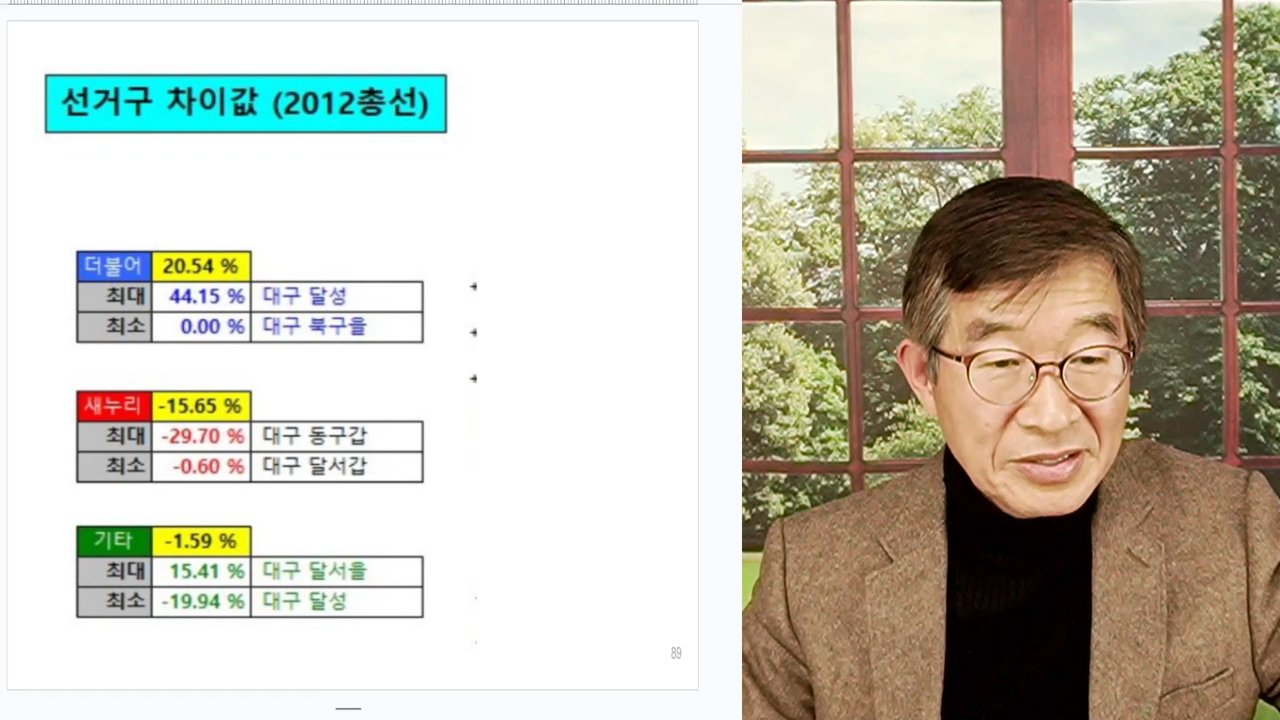 선거구 차이값 (2012총선)
더불어 20.54 %
최대 44.15 % 대구 달성
최소 0.00 % 대구 북구을
새누리 -15.65 %
최대 -29.70 % 대구 동구갑
최소 -0.60 % 대구 달서갑
기타 -1.59 %
최대 15.41 % 대구 달서을
최소 -19.94 % 대구 달성
89